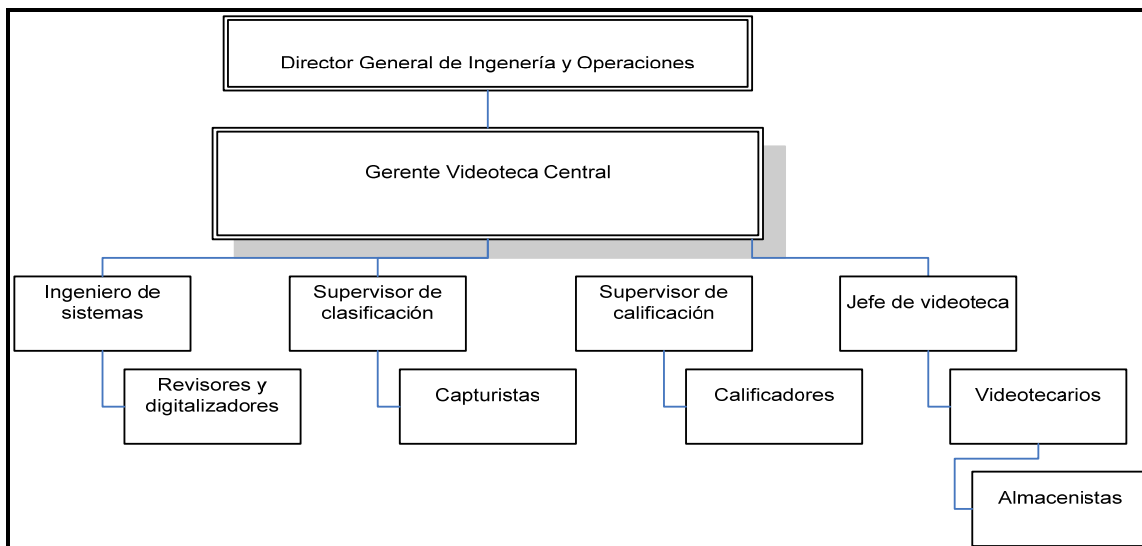 Director General de Ingenería y Operaciones
Gerente Videoteca Central
Ingeniero de
sistemas
Supervisor de
clasificación
Supervisor de
calificación
Jefe de videoteca
Revisores y
digitalizadores
Capturistas
Calificadores
Videotecarios
Almacenistas